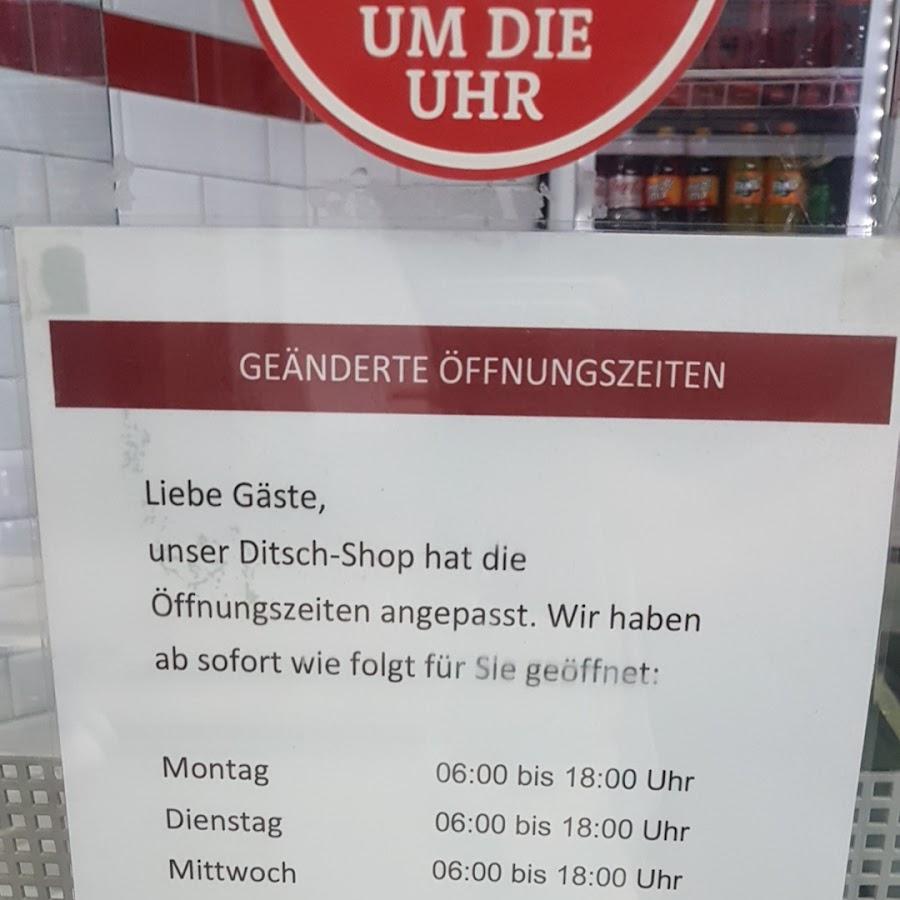 UM DIE
UHR
GEÄNDERTE ÖFFNUNGSZEITEN
Liebe Gäste,
unser Ditsch-Shop hat die
Öffnungszeiten angepasst. Wir haben
ab sofort wie folgt für Sie geöffnet:
Montag 06:00 bis 18:00 Uhr
Dienstag 06:00 bis 18:00 Uhr
Mittwoch 06:00 bis 18:00 Uhr